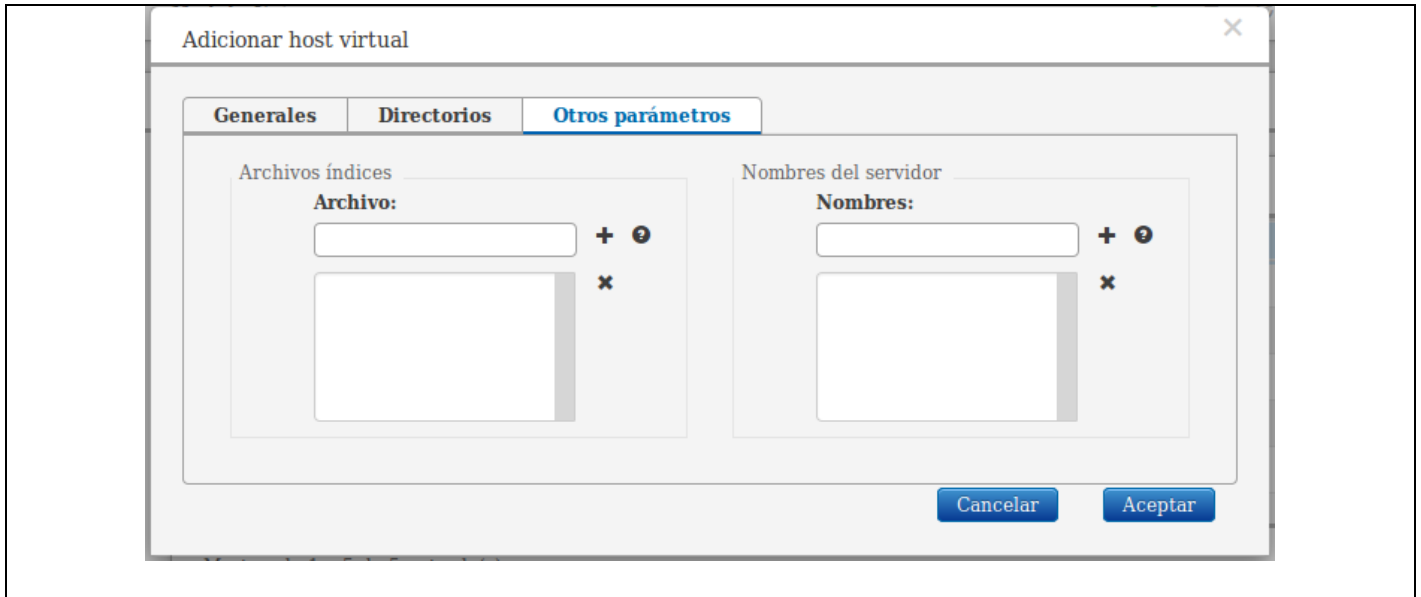 Adicionar host virtual
Generales Directorios Otros parámetros
Archivos índices Nombres del servidor
Archivo: Nombres:
Cancelar Aceptar